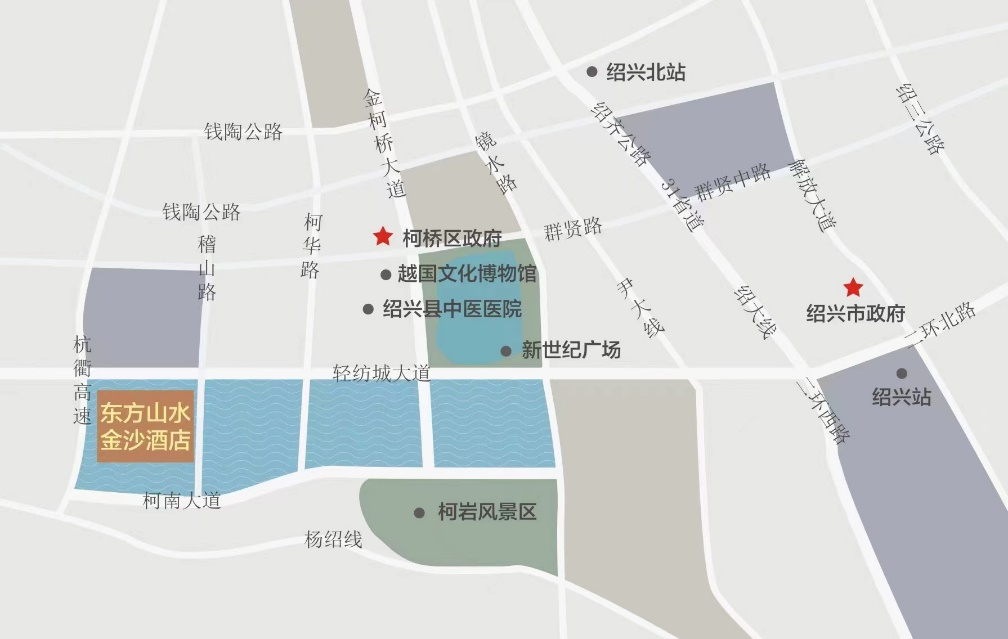 绍兴北站
金柯桥大道
绍齐公路
绍三公路
钱陶公路
镜水路
群贤中路
解放大道
31省道
钱陶公路
柯华路
群贤路
稽山路
柯桥区政府
越国文化博物馆
绍兴县中医医院
尹大线
绍大线
绍兴市政府
二环北路
杭衢高速
新世纪广场
轻纺城大道
绍兴站
二环西路
东方山水
金沙酒店
柯南大道
柯岩风景区
杨绍线